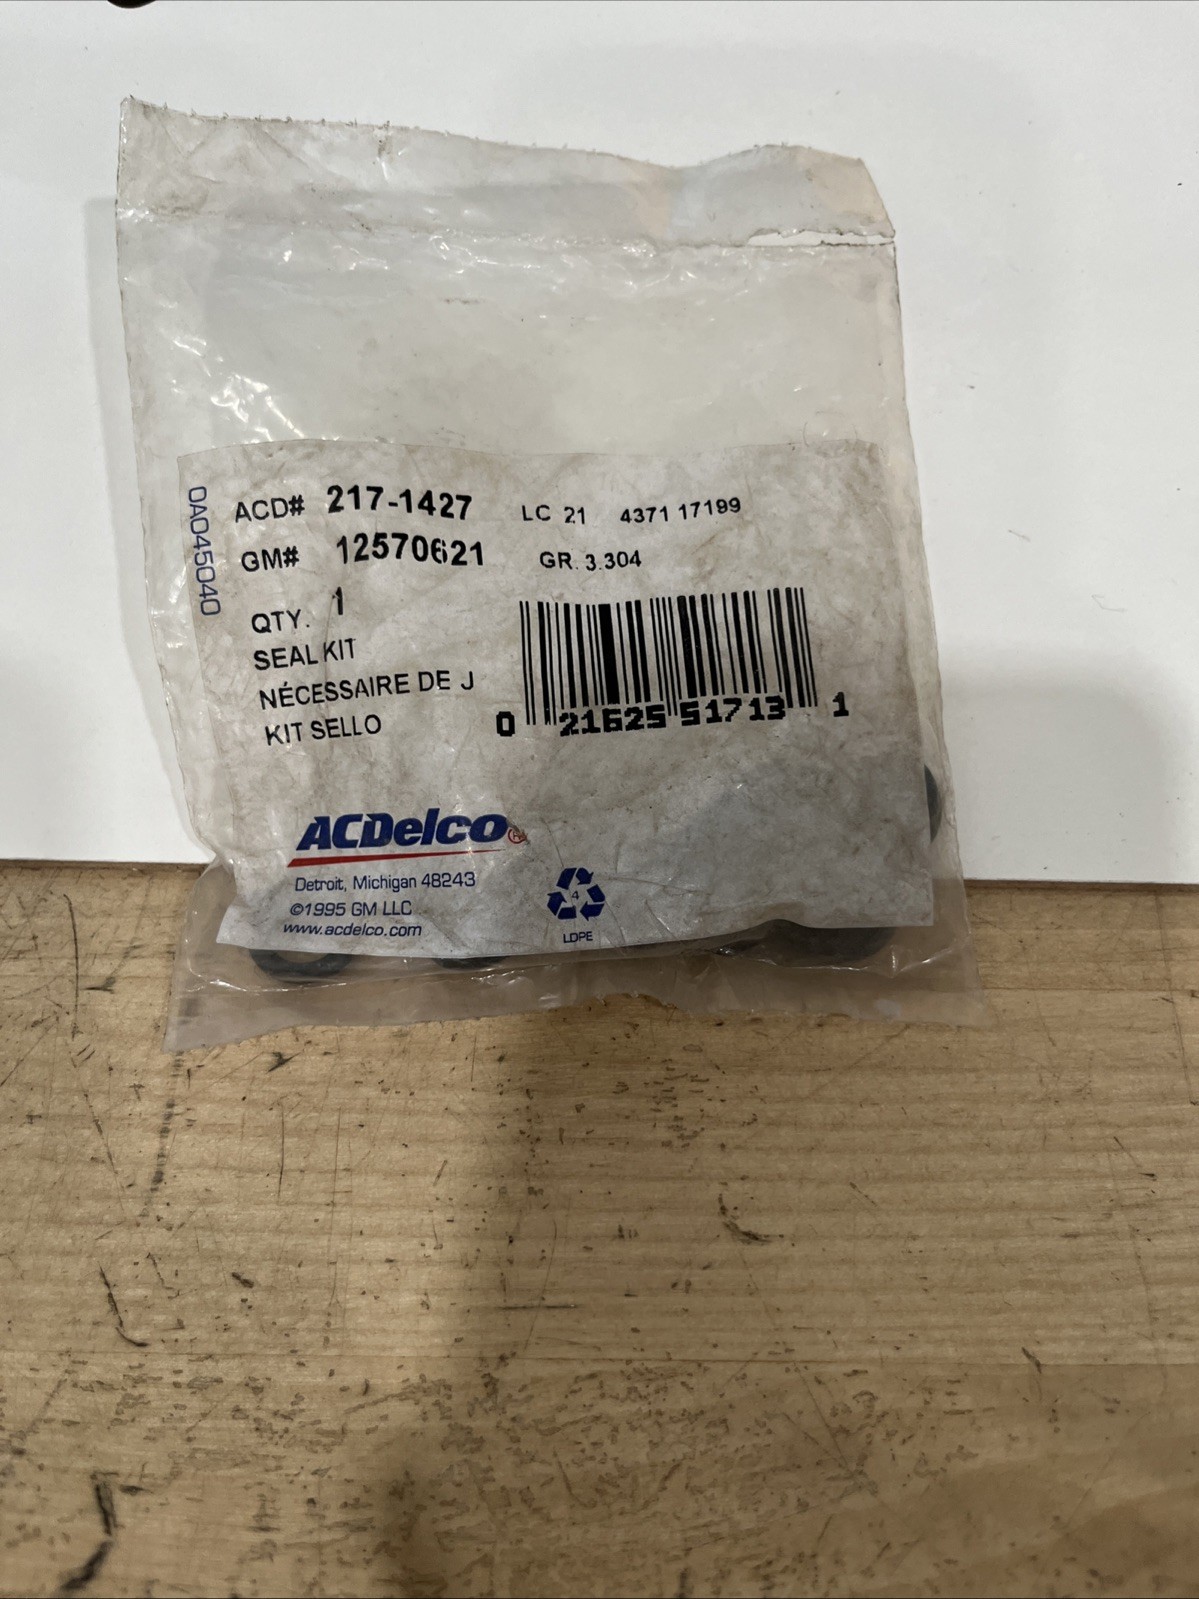 0A045040
ACD# 217-1427 LC 21 4371 17199
GM# 12570621 GR. 3.304
QTY. 1
SEAL KIT
NÉCESSAIRE DE J
KIT SELLO
0 21625 51713 1
ACDelco®
Detroit, Michigan 48243
©1995 GM LLC
www.acdelco.com
4
LDPE